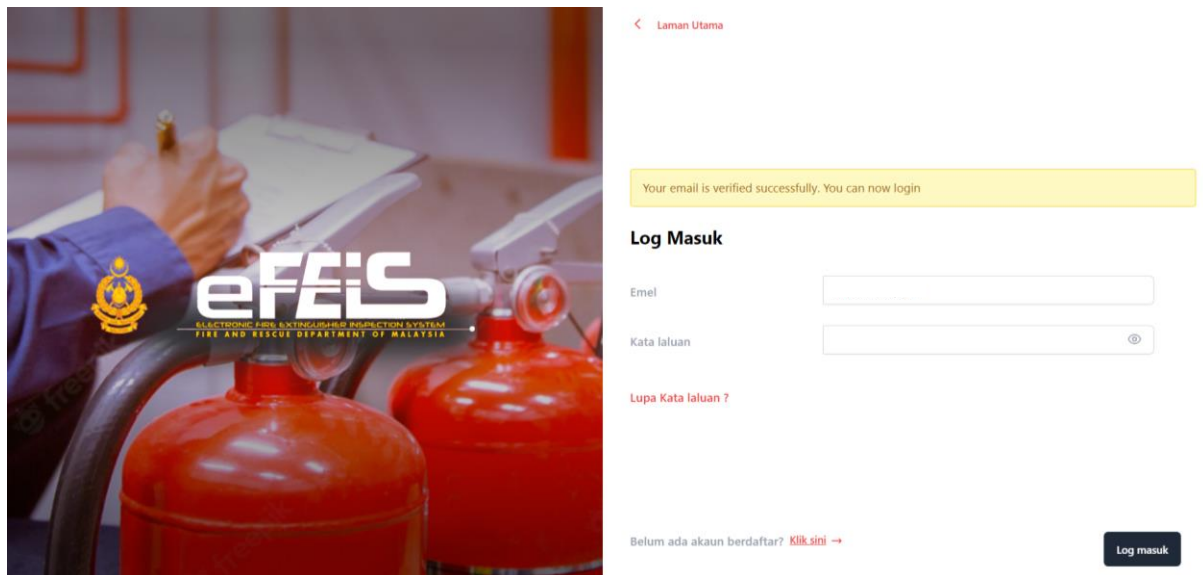 eFEiS
ELECTRONIC FIRE EXTINGUISHER INSPECTION SYSTEM
FIRE AND RESCUE DEPARTMENT OF MALAYSIA
freepik
freepik
Laman Utama
Your email is verified successfully. You can now login
Log Masuk
Emel
Kata laluan
Lupa Kata laluan ?
Belum ada akaun berdaftar? Klik sini →
Log masuk